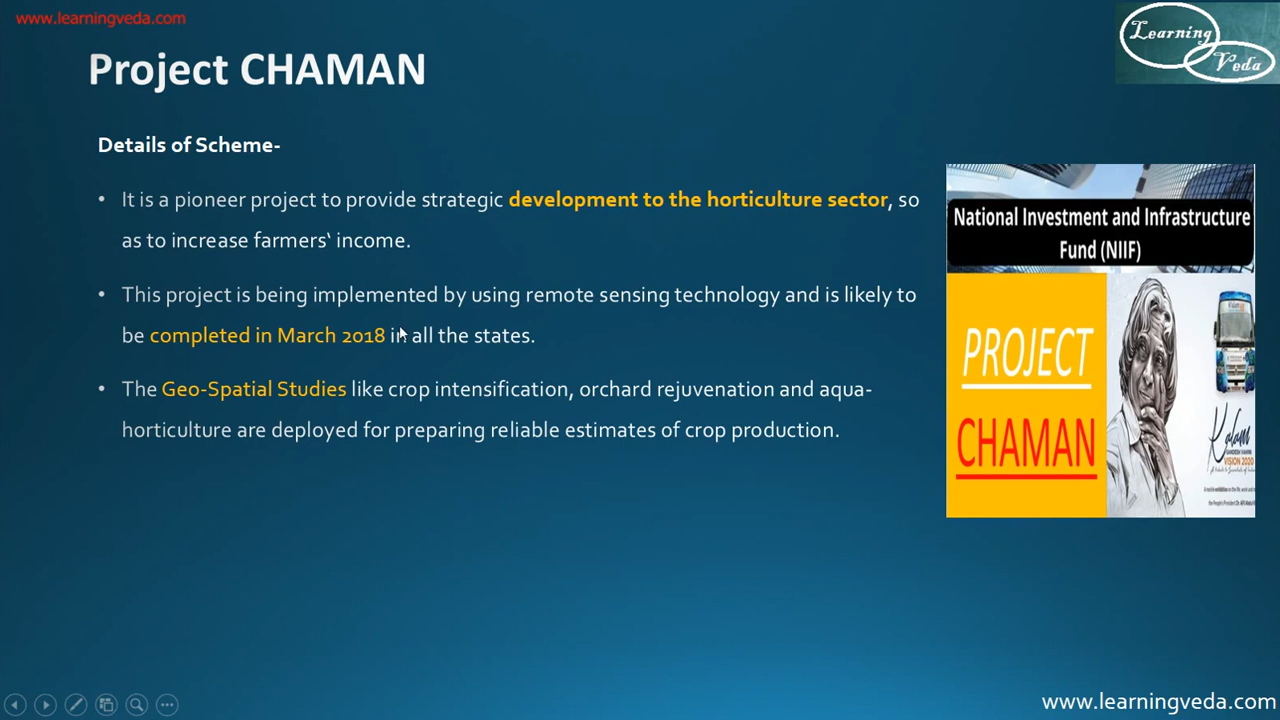 www.learningveda.com
Learning
Veda
Project CHAMAN
Details of Scheme-
• It is a pioneer project to provide strategic development to the horticulture sector, so
as to increase farmers‘ income.
• This project is being implemented by using remote sensing technology and is likely to
be completed in March 2018 in all the states.
• The Geo-Spatial Studies like crop intensification, orchard rejuvenation and aqua-
horticulture are deployed for preparing reliable estimates of crop production.
National Investment and Infrastructure
Fund (NIIF)
PROJECT
CHAMAN
Kalam
VISION 2020
www.learningveda.com